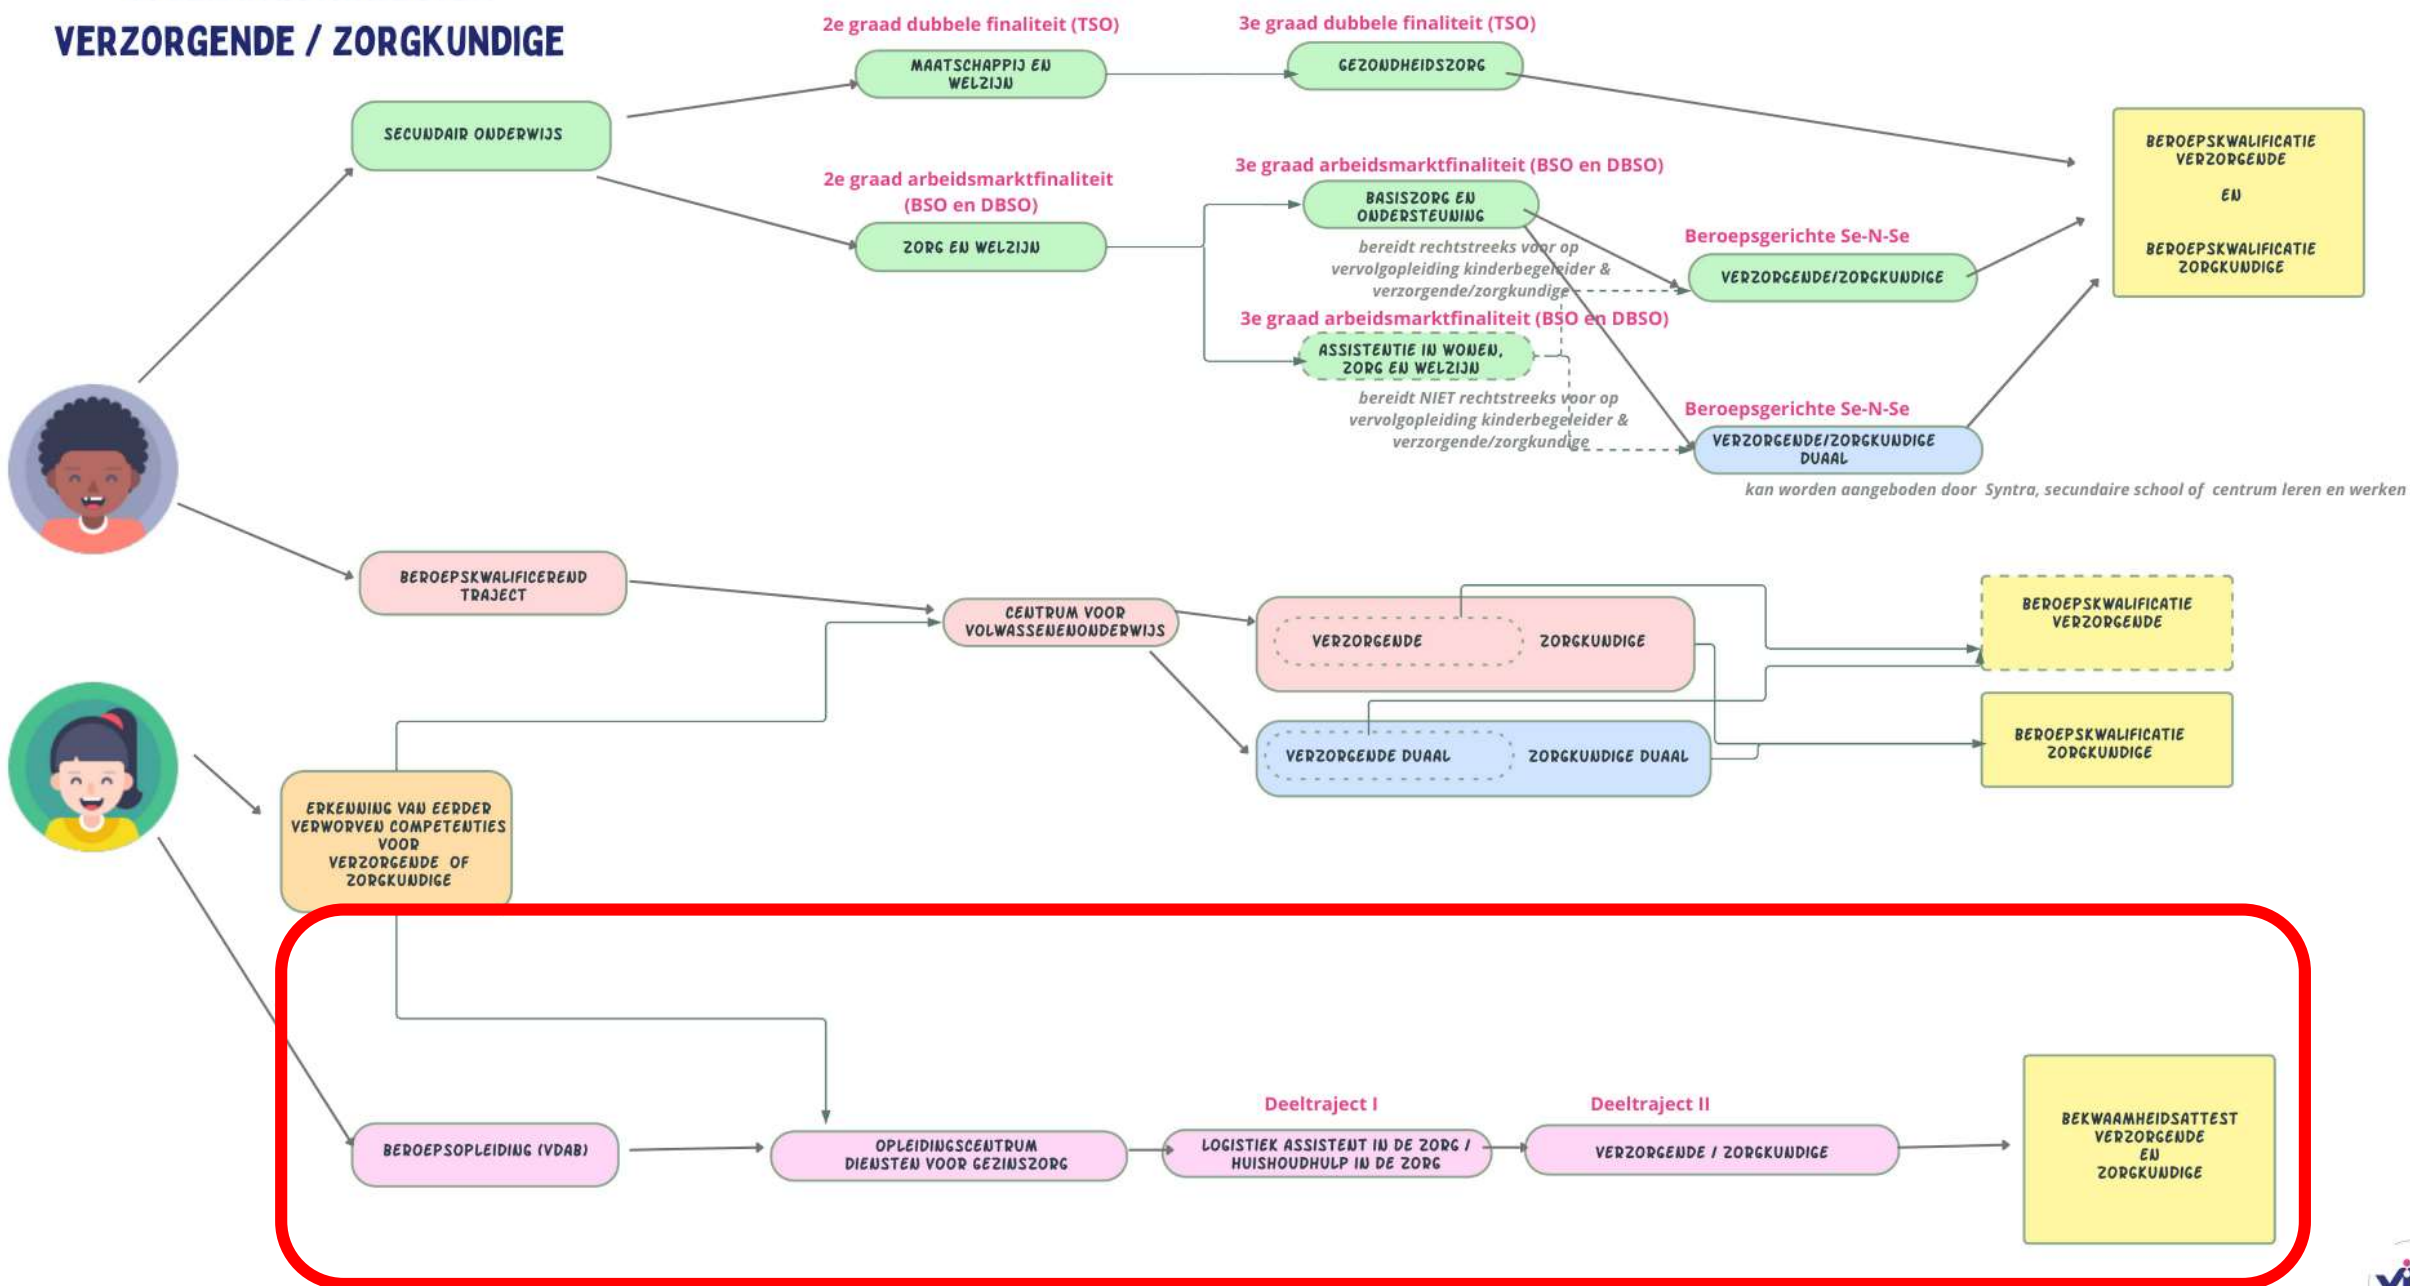 VERZORGENDE / ZORGKUNDIGE
2e graad dubbele finaliteit (TSO)
MAATSCHAPPIJ EN
WELZIJN
3e graad dubbele finaliteit (TSO)
GEZONDHEIDSZORG
SECUNDAIR ONDERWIJS
2e graad arbeidsmarktfinaliteit
(BSO en DBSO)
ZORG EN WELZIJN
3e graad arbeidsmarktfinaliteit (BSO en DBSO)
BASISZORG EN
ONDERSTEUNING
bereidt rechtstreeks voor op
vervolgopleiding kinderbegeleider &
verzorgende/zorgkundige
3e graad arbeidsmarktfinaliteit (BSO en DBSO)
ASSISTENTIE IN WONEN,
ZORG EN WELZIJN
bereidt NIET rechtstreeks voor op
vervolgopleiding kinderbegeleider &
verzorgende/zorgkundige
Beroepsgerichte Se-N-Se
VERZORGENDE/ZORGKUNDIGE
Beroepsgerichte Se-N-Se
VERZORGENDE/ZORGKUNDIGE
DUAAL
kan worden aangeboden door Syntra, secundaire school of centrum leren en werken
BEROEPSKWALIFICATIE
VERZORGENDE
EN
BEROEPSKWALIFICATIE
ZORGKUNDIGE
BEROEPSKWALIFICEREND
TRAJECT
CENTRUM VOOR
VOLWASSENENONDERWIJS
VERZORGENDE
ZORGKUNDIGE
VERZORGENDE DUAAL
ZORGKUNDIGE DUAAL
BEROEPSKWALIFICATIE
VERZORGENDE
BEROEPSKWALIFICATIE
ZORGKUNDIGE
ERKENNING VAN EERDER
VERWORVEN COMPETENTIES
VOOR
VERZORGENDE OF
ZORGKUNDIGE
BEROEPSOPLEIDING (VDAB)
OPLEIDINGSCENTRUM
DIENSTEN VOOR GEZINSZORG
Deeltraject I
LOGISTIEK ASSISTENT IN DE ZORG /
HUISHOUDHULP IN DE ZORG
Deeltraject II
VERZORGENDE / ZORGKUNDIGE
BEKWAAMHEIDSATTEST
VERZORGENDE
EN
ZORGKUNDIGE